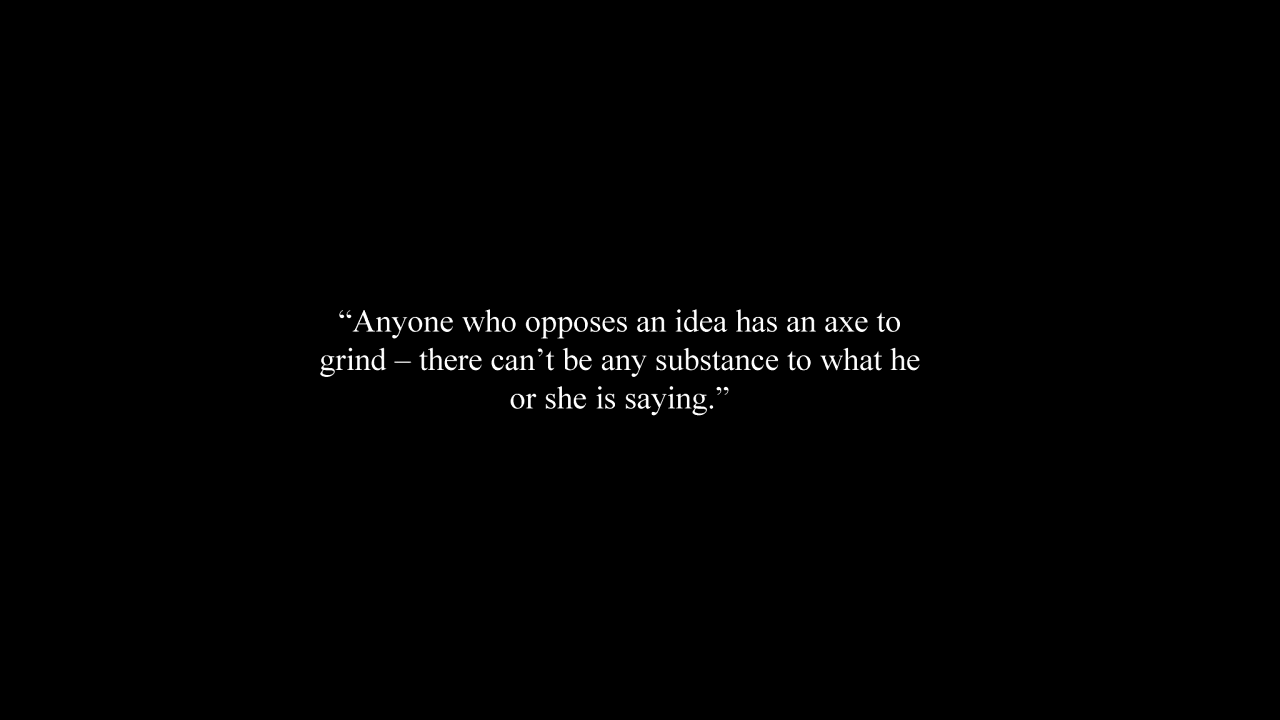 “Anyone who opposes an idea has an axe to
grind – there can’t be any substance to what he
or she is saying.”